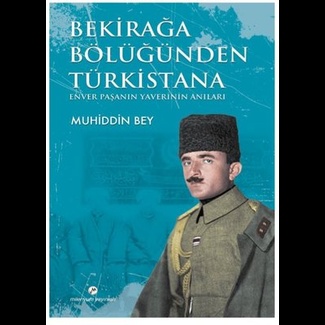 BEKİRAĞA
BÖLÜĞÜNDEN
TÜRKİSTANA
ENVER PAŞANIN YAVERİNİN ANILARI
MUHİDDİN BEY